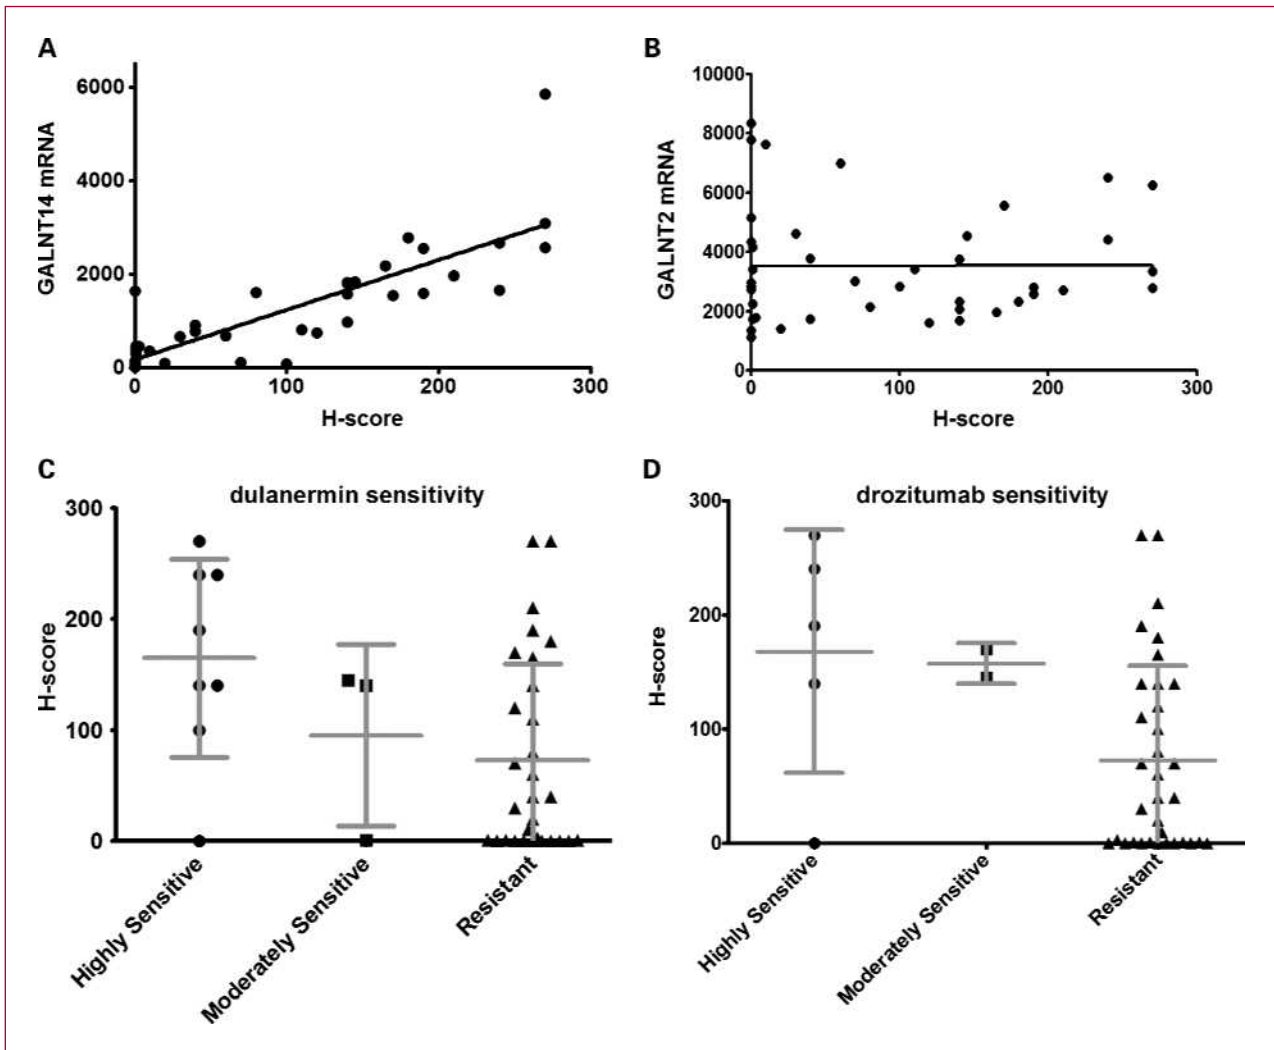 A
GALNT14 mRNA
6000
4000
2000
0
0 100 200 300
H-score
B
GALNT2 mRNA
10000
8000
6000
4000
2000
0
0 100 200 300
H-score
C
dulanermin sensitivity
H-score
300
200
100
0
Highly Sensitive
Moderately Sensitive
Resistant
D
drozitumab sensitivity
H-score
300
200
100
0
Highly Sensitive
Moderately Sensitive
Resistant